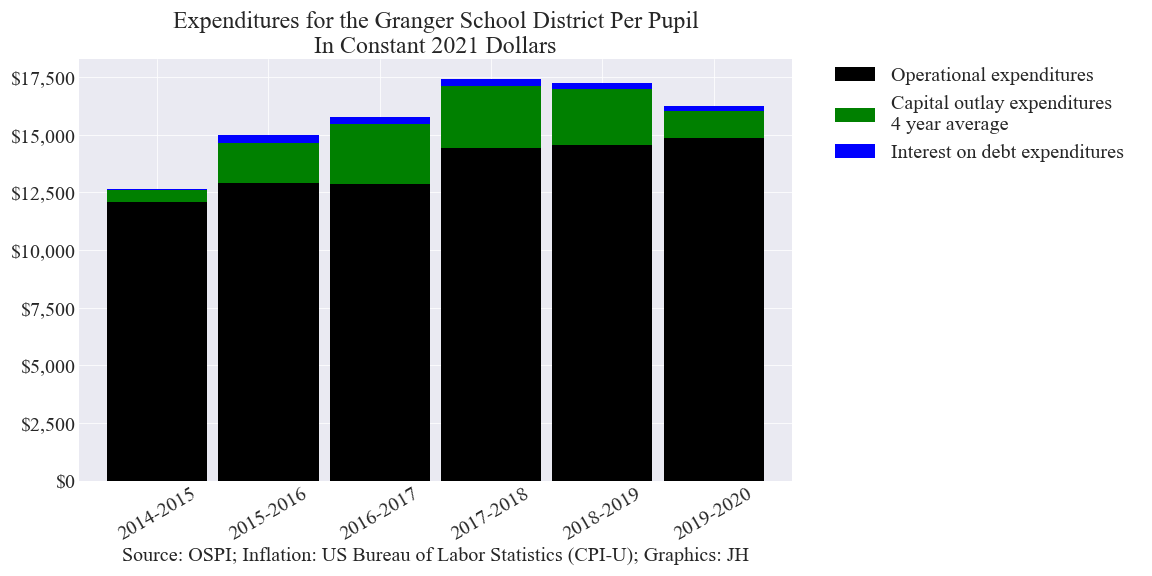 Expenditures for the Granger School District Per Pupil
In Constant 2021 Dollars
$17,500
$15,000
$12,500
$10,000
$7,500
$5,000
$2,500
$0
Operational expenditures
Capital outlay expenditures
4 year average
Interest on debt expenditures
2014-2015
2015-2016
2016-2017
2017-2018
2018-2019
2019-2020
Source: OSPI; Inflation: US Bureau of Labor Statistics (CPI-U); Graphics: JH